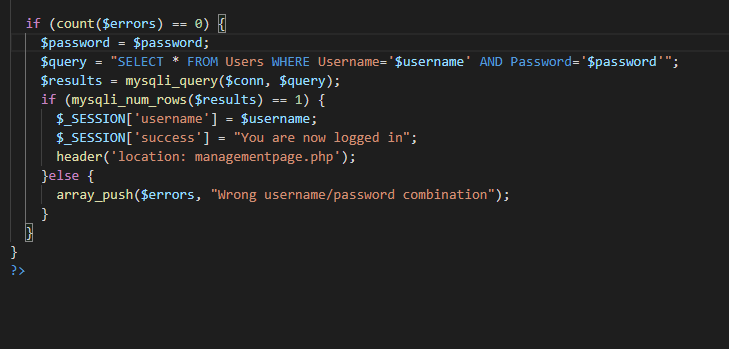 if (count($errors) == 0) {
$password = $password;
$query = "SELECT * FROM Users WHERE Username='$username' AND Password='$password'";
$results = mysqli_query($conn, $query);
if (mysqli_num_rows($results) == 1) {
$_SESSION['username'] = $username;
$_SESSION['success'] = "You are now logged in";
header('location: managementpage.php');
}else {
array_push($errors, "Wrong username/password combination");
}
}
}
?>